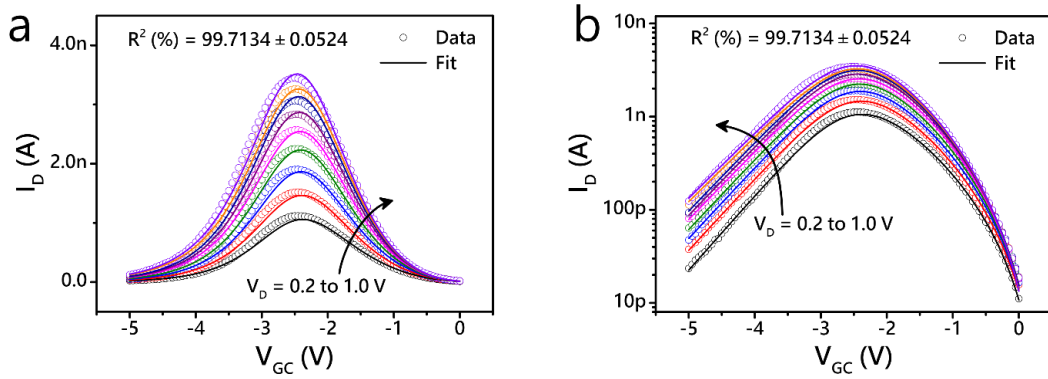 a
R² (%) = 99.7134 ± 0.0524
Data
Fit
4.0n
2.0n
0.0
I_D (A)
V_D = 0.2 to 1.0 V
-5 -4 -3 -2 -1 0
V_GC (V)
b
R² (%) = 99.7134 ± 0.0524
Data
Fit
10n
1n
100p
10p
I_D (A)
V_D = 0.2 to 1.0 V
-5 -4 -3 -2 -1 0
V_GC (V)